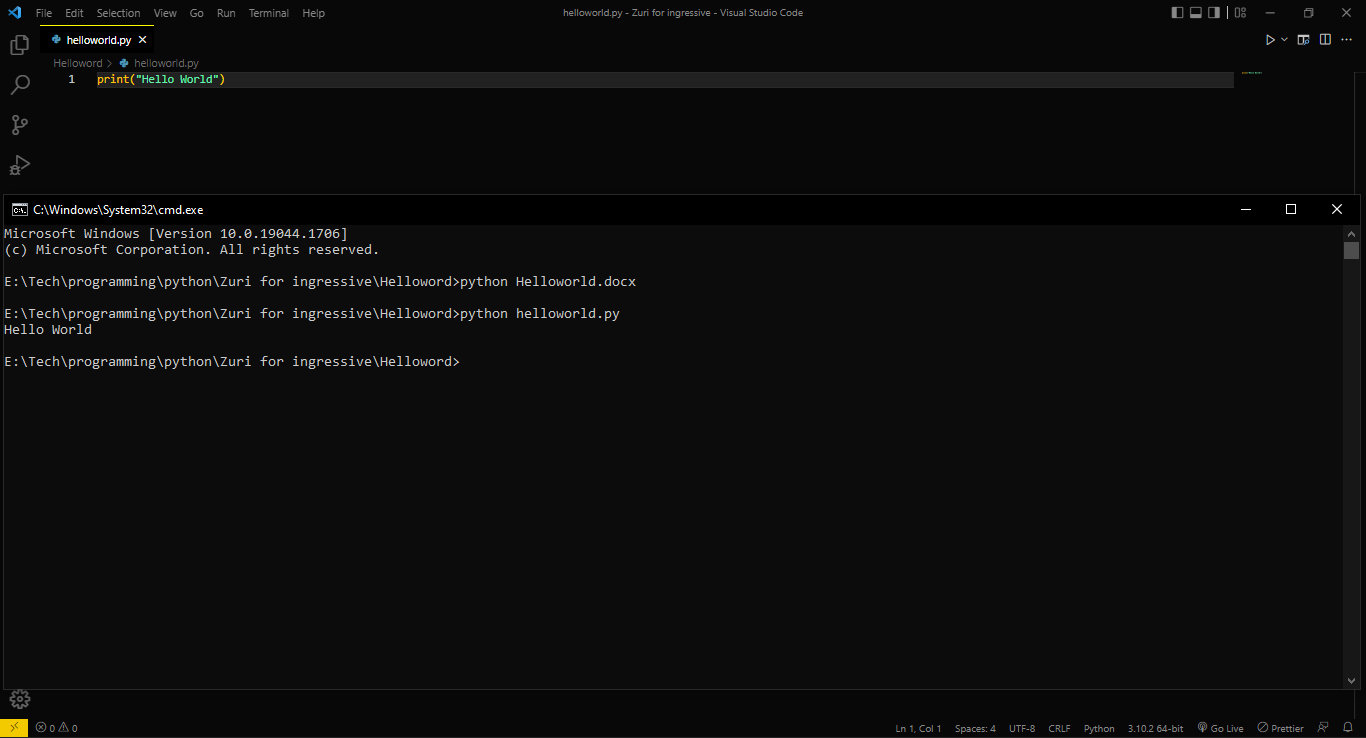 File Edit Selection View Go Run Terminal Help
helloworld.py - Zuri for ingressive - Visual Studio Code
helloworld.py
Helloword > helloworld.py
1 print("Hello World")
C:\Windows\System32\cmd.exe
Microsoft Windows [Version 10.0.19044.1706]
(c) Microsoft Corporation. All rights reserved.
E:\Tech\programming\python\Zuri for ingressive\Helloword>python Helloworld.docx
E:\Tech\programming\python\Zuri for ingressive\Helloword>python helloworld.py
Hello World
E:\Tech\programming\python\Zuri for ingressive\Helloword>
0 0 Ln 1, Col 1 Spaces: 4 UTF-8 CRLF Python 3.10.2 64-bit Go Live Prettier